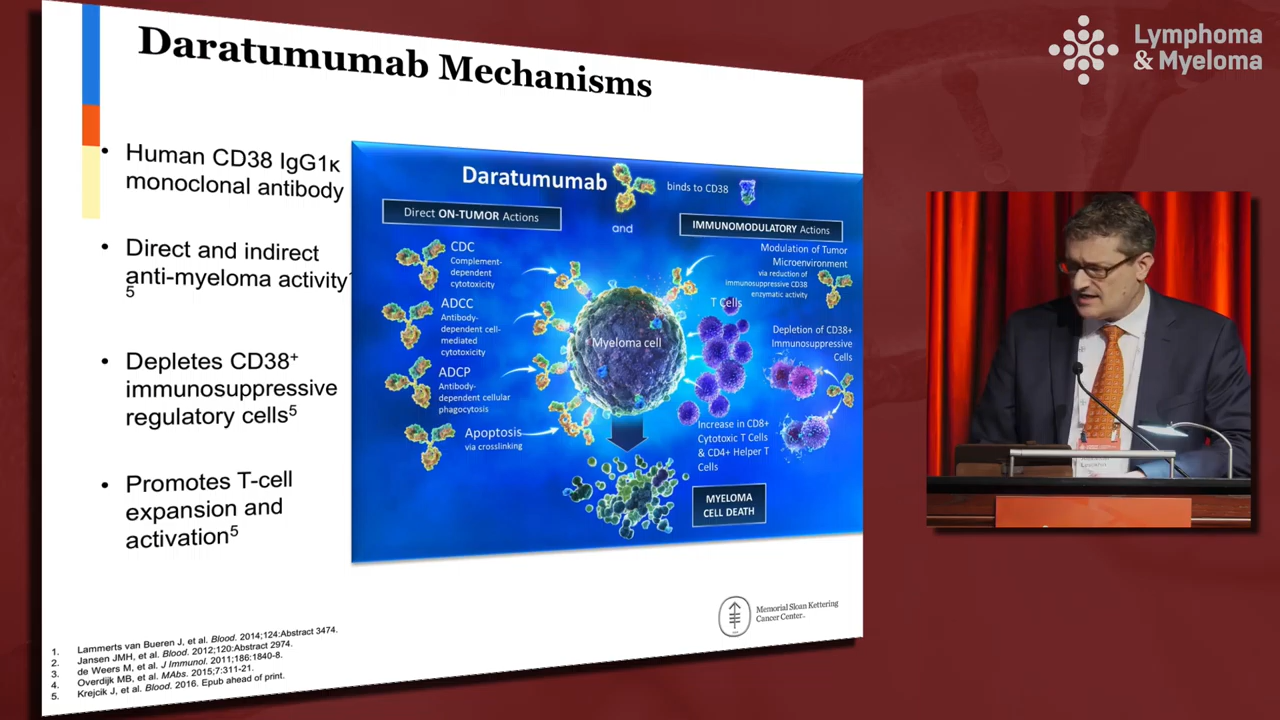 Daratumumab Mechanisms
• Human CD38 IgG1κ
monoclonal antibody
• Direct and indirect
anti-myeloma activity
5
• Depletes CD38+
immunosuppressive
regulatory cells5
• Promotes T-cell
expansion and
activation5
Daratumumab
binds to CD38
and
Direct ON-TUMOR Actions
CDC
Complement-
dependent
cytotoxicity
ADCC
Antibody-
dependent cell-
mediated
cytotoxicity
ADCP
Antibody-
dependent cellular
phagocytosis
Apoptosis
via crosslinking
Myeloma cell
IMMUNOMODULATORY Actions
Modulation of Tumor
Microenvironment
via reduction of
immunosuppressive CD38
enzymatic activity
T Cells
Depletion of CD38+
Immunosuppressive
Cells
Increase in CD8+
Cytotoxic T Cells
& CD4+ Helper T
Cells
MYELOMA
CELL DEATH
Memorial Sloan Kettering
Cancer Center.
1. Lammerts van Bueren J, et al. Blood. 2014;124:Abstract 3474.
2. Jansen JMH, et al. Blood. 2012;120:Abstract 2974.
3. de Weers M, et al. J Immunol. 2011;186:1840-8.
4. Overdijk MB, et al. MAbs. 2015;7:311-21.
5. Krejcik J, et al. Blood. 2016. Epub ahead of print.
Lymphoma
& Myeloma